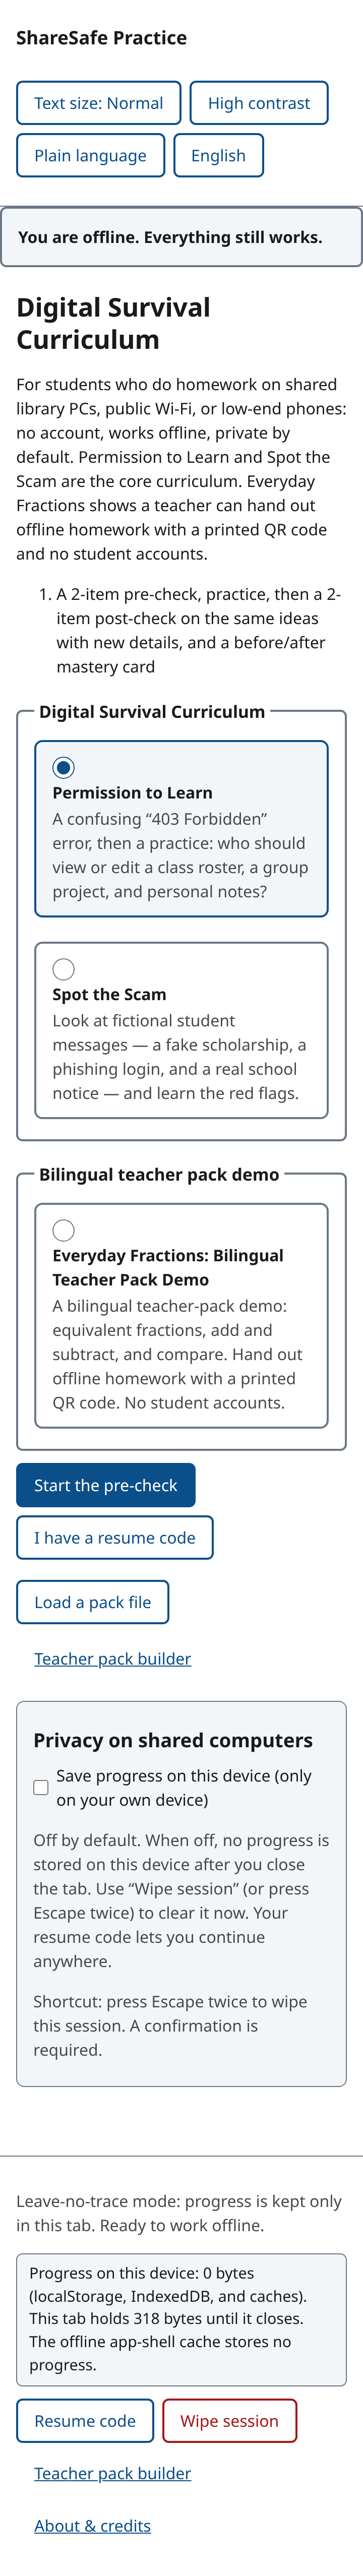 ShareSafe Practice
Text size: Normal
High contrast
Plain language
English
You are offline. Everything still works.
Digital Survival
Curriculum
For students who do homework on shared
library PCs, public Wi-Fi, or low-end phones:
no account, works offline, private by
default. Permission to Learn and Spot the
Scam are the core curriculum. Everyday
Fractions shows a teacher can hand out
offline homework with a printed QR code
and no student accounts.
1. A 2-item pre-check, practice, then a 2-
item post-check on the same ideas
with new details, and a before/after
mastery card
Digital Survival Curriculum
Permission to Learn
A confusing “403 Forbidden”
error, then a practice: who should
view or edit a class roster, a group
project, and personal notes?
Spot the Scam
Look at fictional student
messages — a fake scholarship, a
phishing login, and a real school
notice — and learn the red flags.
Bilingual teacher pack demo
Everyday Fractions: Bilingual
Teacher Pack Demo
A bilingual teacher-pack demo:
equivalent fractions, add and
subtract, and compare. Hand out
offline homework with a printed
QR code. No student accounts.
Start the pre-check
I have a resume code
Load a pack file
Teacher pack builder
Privacy on shared computers
Save progress on this device (only
on your own device)
Off by default. When off, no progress is
stored on this device after you close
the tab. Use “Wipe session” (or press
Escape twice) to clear it now. Your
resume code lets you continue
anywhere.
Shortcut: press Escape twice to wipe
this session. A confirmation is
required.
Leave-no-trace mode: progress is kept only
in this tab. Ready to work offline.
Progress on this device: 0 bytes
(localStorage, IndexedDB, and caches).
This tab holds 318 bytes until it closes.
The offline app-shell cache stores no
progress.
Resume code
Wipe session
Teacher pack builder
About & credits